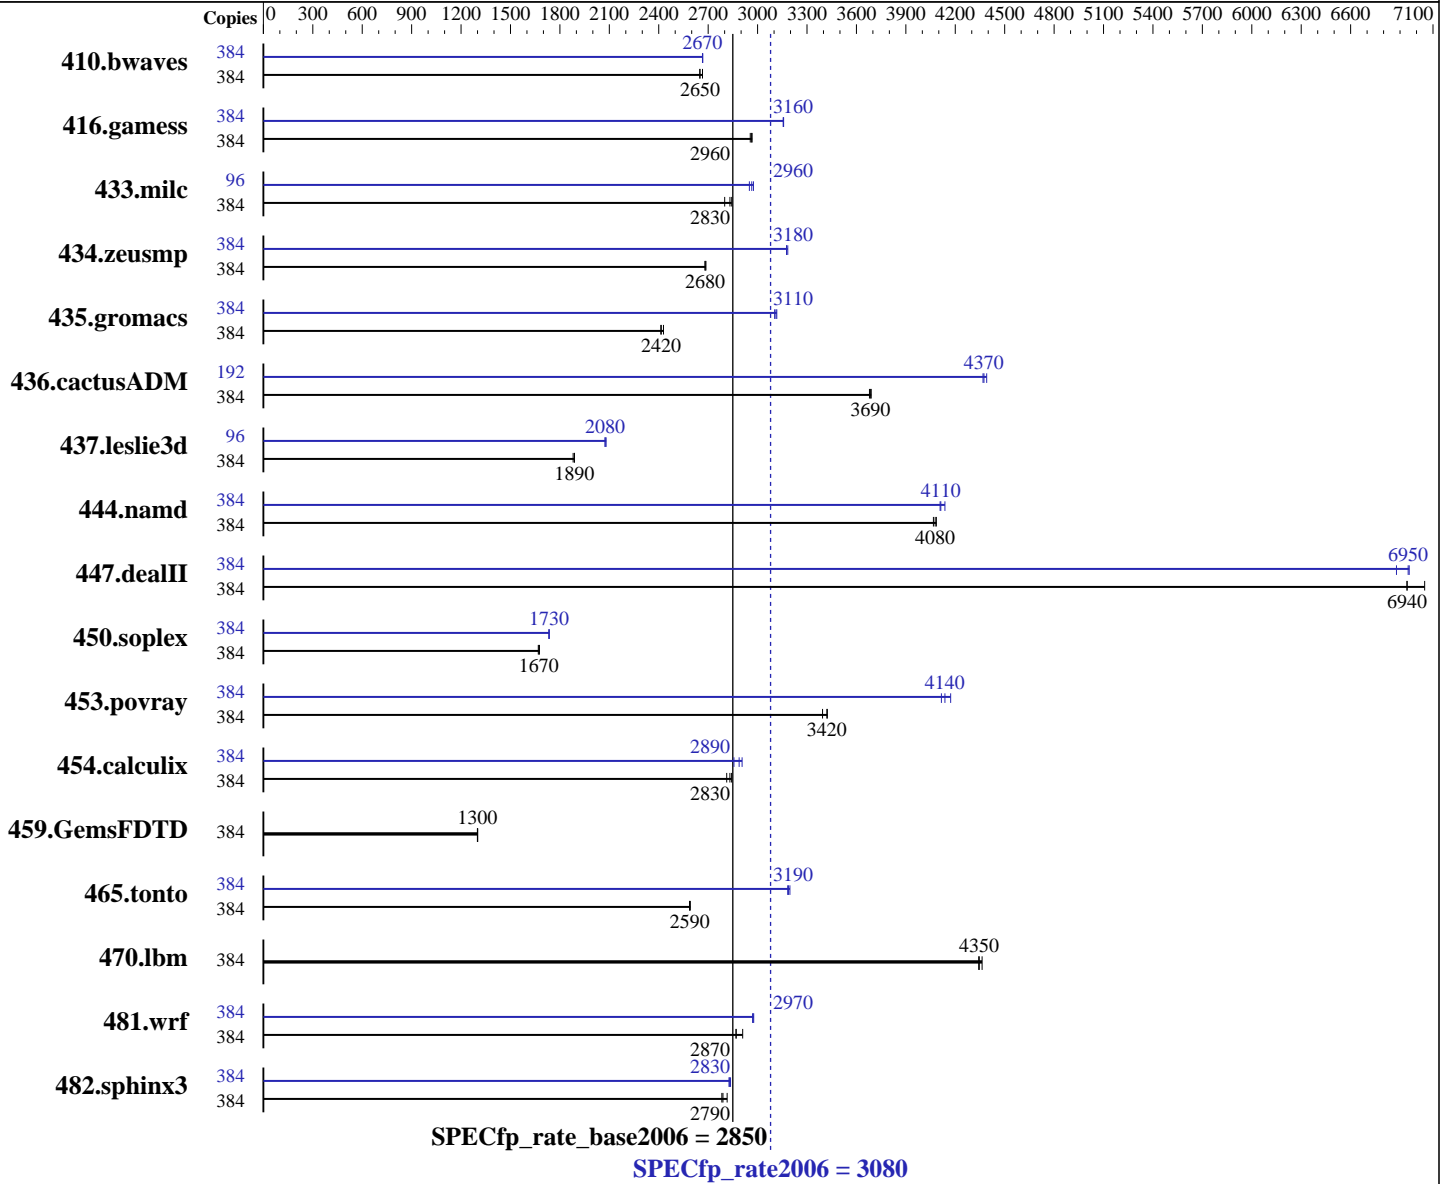 Copies 0 300 600 900 1200 1500 1800 2100 2400 2700 3000 3300 3600 3900 4200 4500 4800 5100 5400 5700 6000 6300 6600 7100
410.bwaves 384 2670
384 2650
416.gamess 384 3160
384 2960
433.milc 96 2960
384 2830
434.zeusmp 384 3180
384 2680
435.gromacs 384 3110
384 2420
436.cactusADM 192 4370
384 3690
437.leslie3d 96 2080
384 1890
444.namd 384 4110
384 4080
447.dealII 384 6950
384 6940
450.soplex 384 1730
384 1670
453.povray 384 4140
384 3420
454.calculix 384 2890
384 2830
459.GemsFDTD 384 1300
465.tonto 384 3190
384 2590
470.lbm 384 4350
481.wrf 384 2970
384 2870
482.sphinx3 384 2830
384 2790
SPECfp_rate_base2006 = 2850
SPECfp_rate2006 = 3080